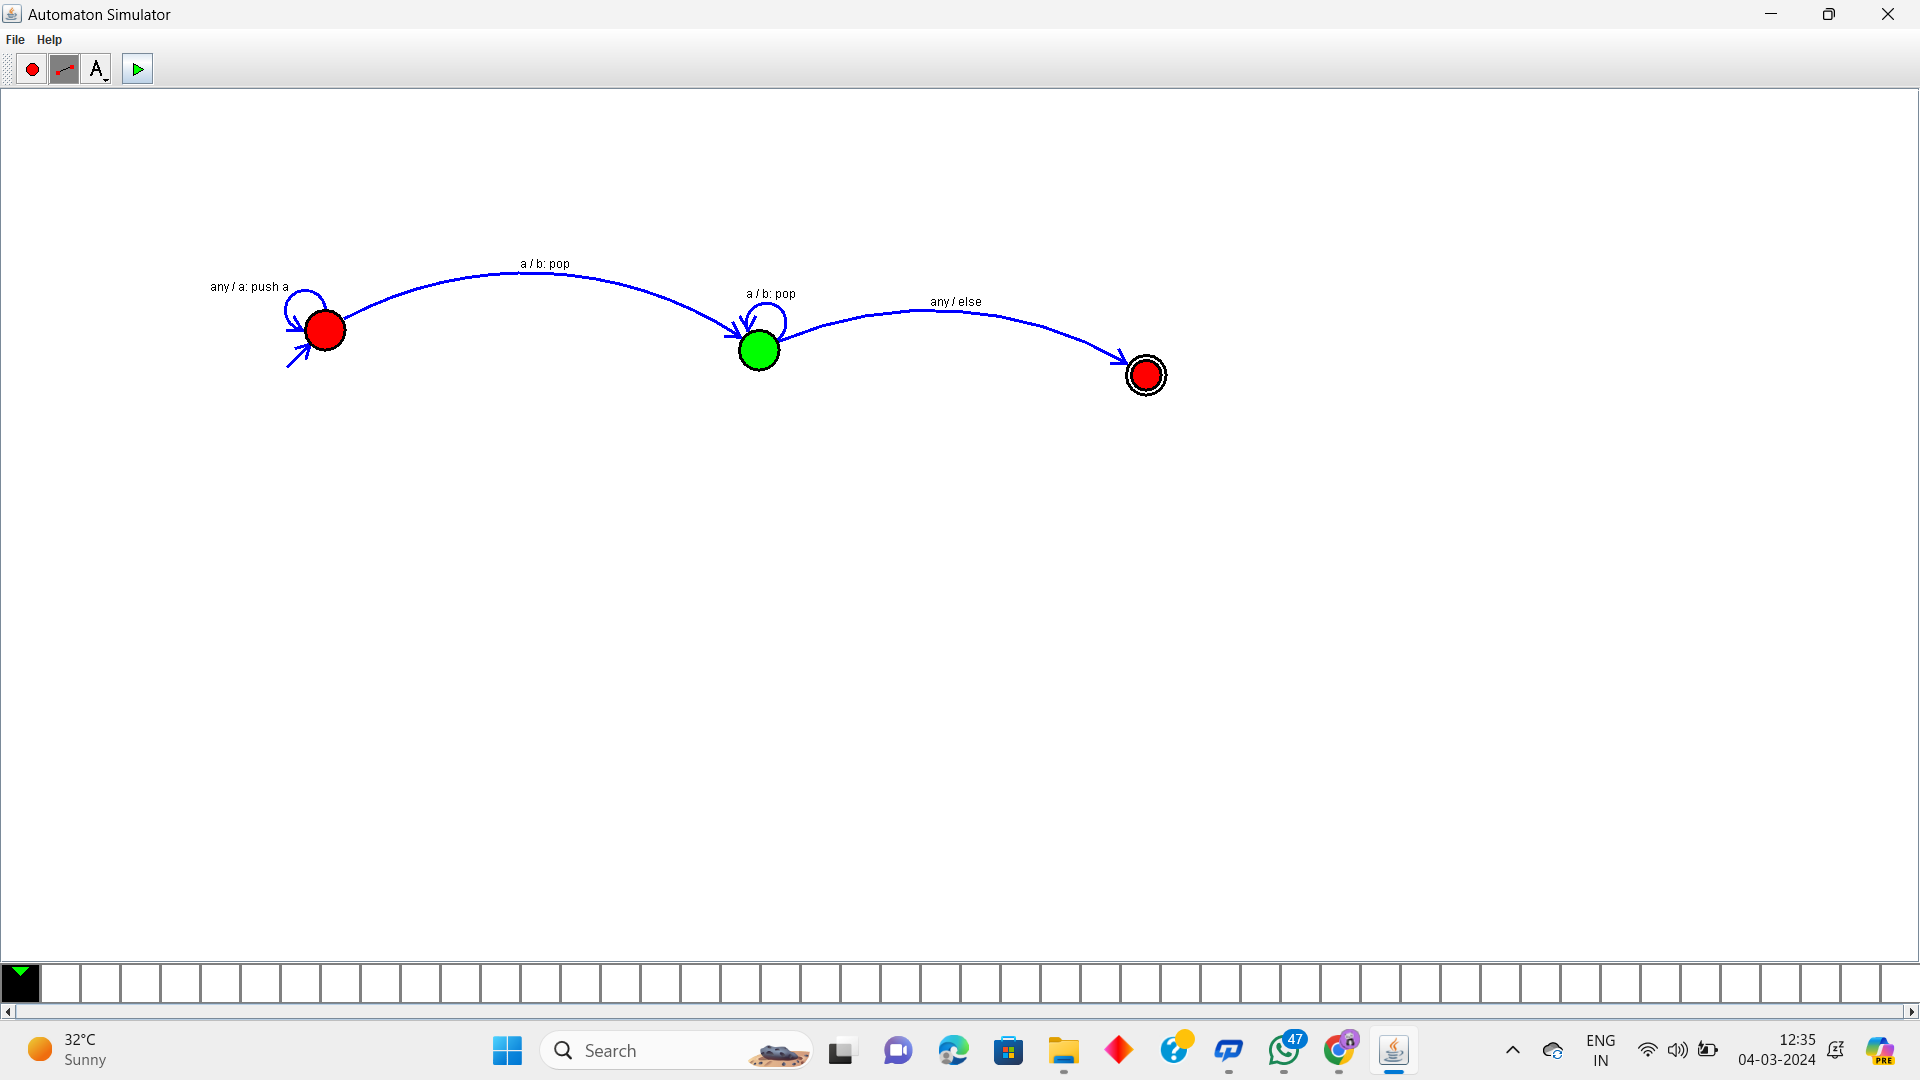 Automaton Simulator
File Help
A
a / b: pop
any / a: push a
a / b: pop
any / else
32°C
Sunny
Search
47
ENG
IN
12:35
04-03-2024
PRE